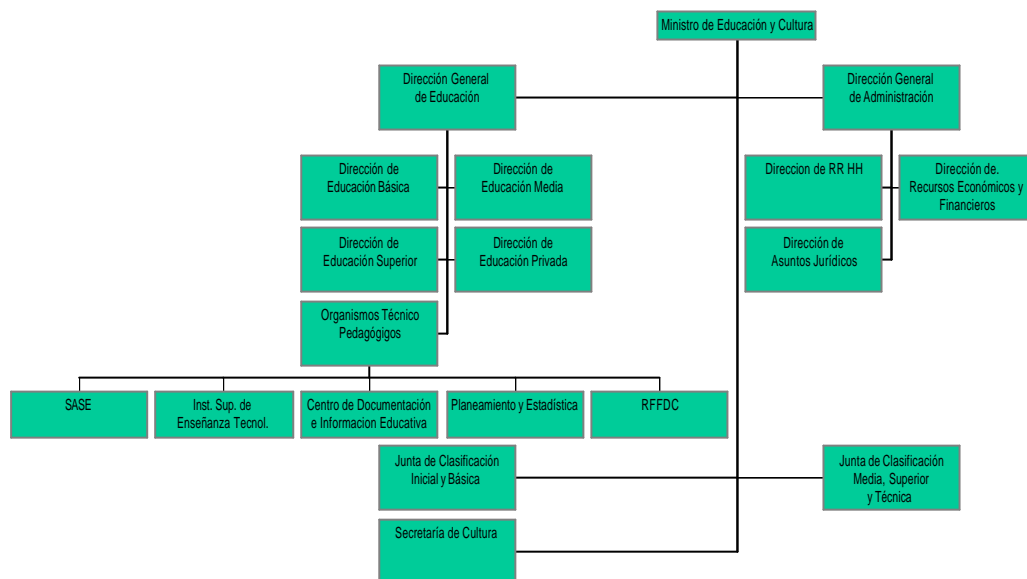 Ministro de Educación y Cultura
Dirección General
de Educación
Dirección General
de Administración
Dirección de
Educación Básica
Dirección de
Educación Media
Direccion de RR HH
Dirección de.
Recursos Económicos y
Financieros
Dirección de
Educación Superior
Dirección de
Educación Privada
Dirección de
Asuntos Jurídicos
Organismos Técnico
Pedagógigos
SASE
Inst. Sup. de
Enseñanza Tecnol.
Centro de Documentación
e Informacion Educativa
Planeamiento y Estadística
RFFDC
Junta de Clasificación
Inicial y Básica
Junta de Clasificación
Media, Superior
y Técnica
Secretaría de Cultura